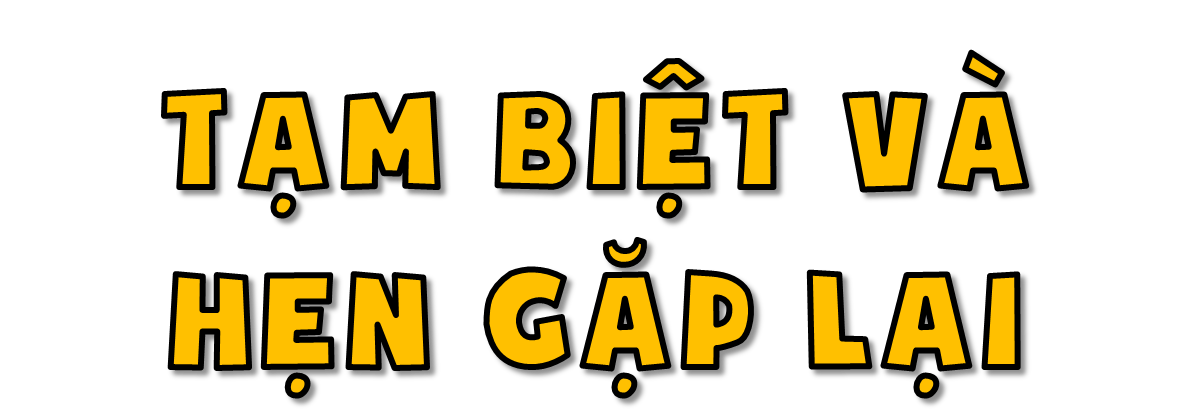 TẠM BIỆT VÀ
HẸN GẶP LẠI